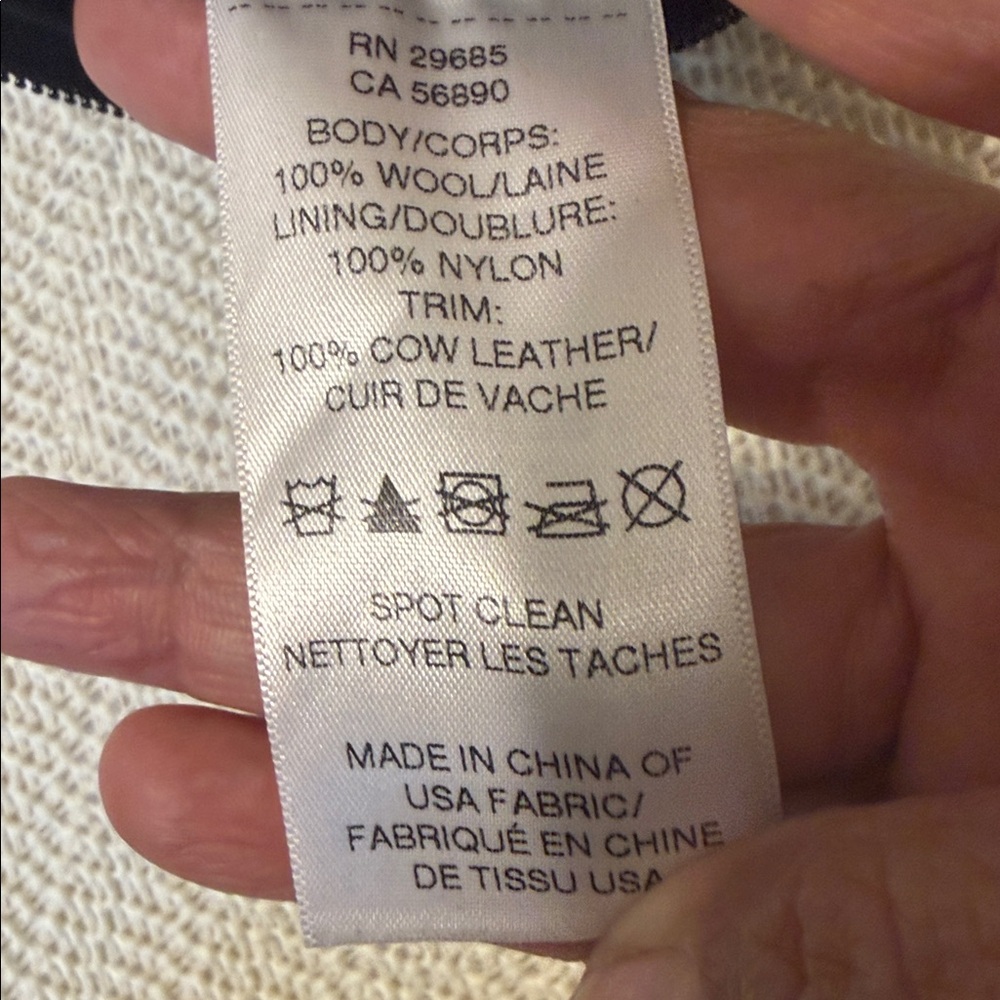 RN 29685
CA 56890
BODY/CORPS:
100% WOOL/LAINE
LINING/DOUBLURE:
100% NYLON
TRIM:
100% COW LEATHER/
CUIR DE VACHE
SPOT CLEAN
NETTOYER LES TACHES
MADE IN CHINA OF
USA FABRIC/
FABRIQUÉ EN CHINE
DE TISSU USA